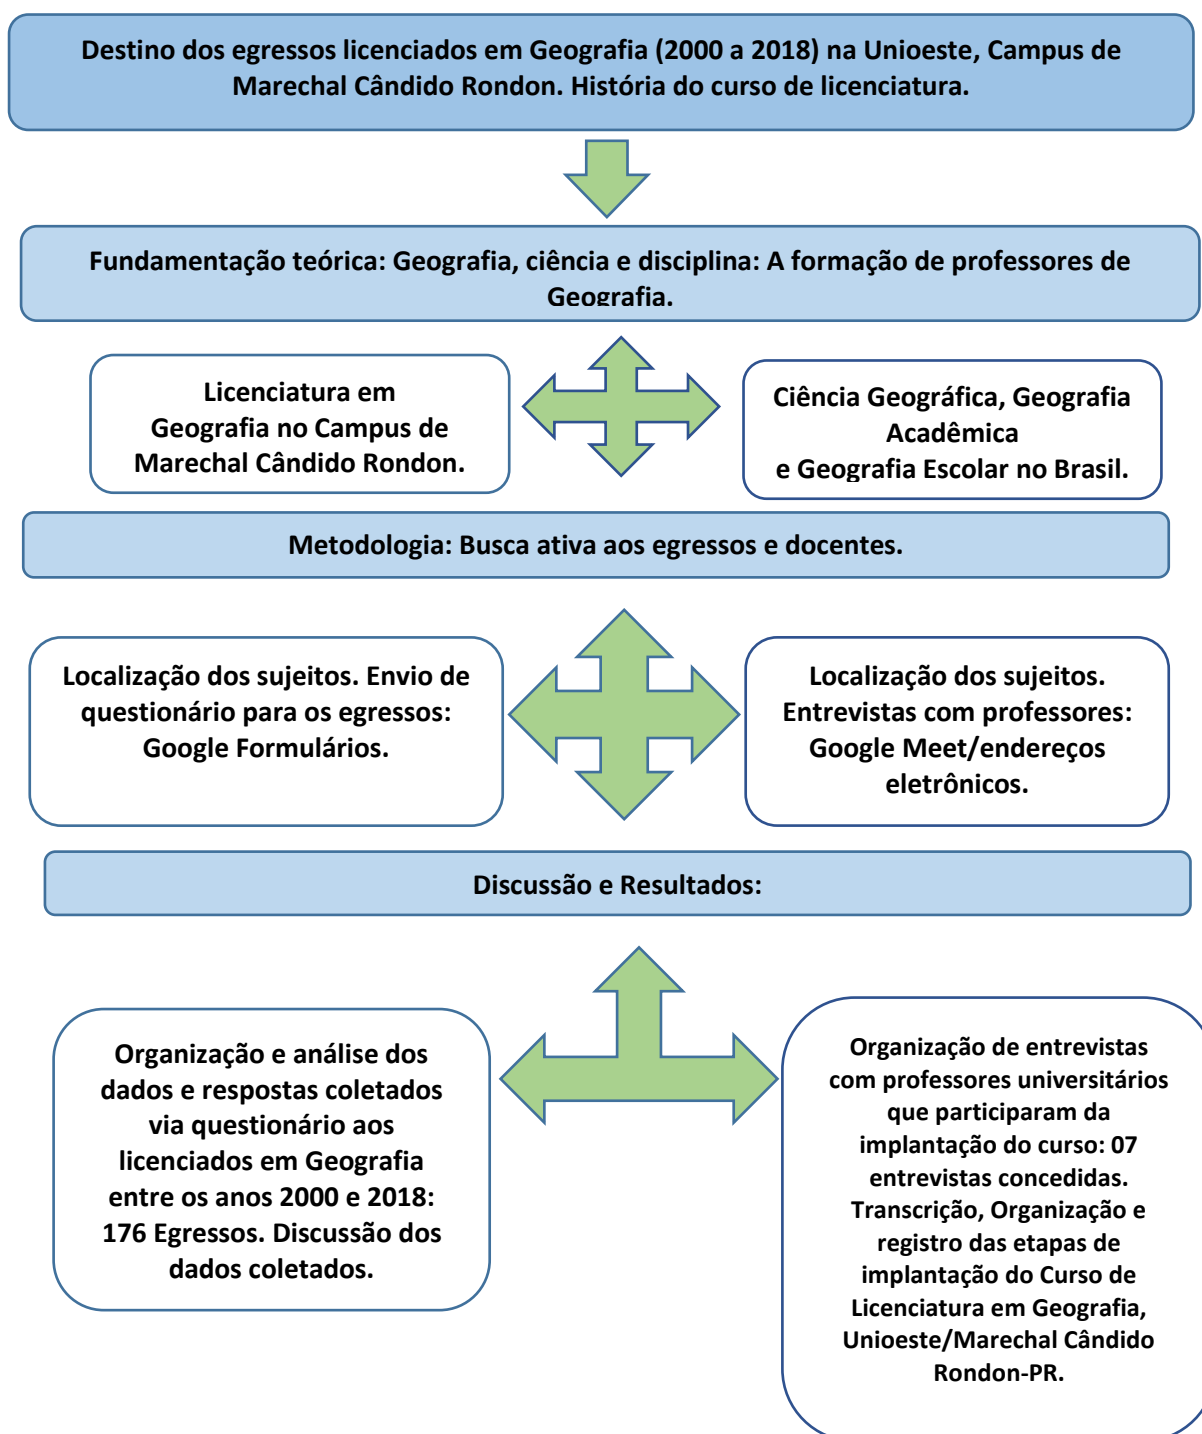 Destino dos egressos licenciados em Geografia (2000 a 2018) na Unioeste, Campus de
Marechal Cândido Rondon. História do curso de licenciatura.
Fundamentação teórica: Geografia, ciência e disciplina: A formação de professores de
Geografia.
Licenciatura em
Geografia no Campus de
Marechal Cândido Rondon.
Ciência Geográfica, Geografia
Acadêmica
e Geografia Escolar no Brasil.
Metodologia: Busca ativa aos egressos e docentes.
Localização dos sujeitos. Envio de
questionário para os egressos:
Google Formulários.
Localização dos sujeitos.
Entrevistas com professores:
Google Meet/endereços
eletrônicos.
Discussão e Resultados:
Organização e análise dos
dados e respostas coletados
via questionário aos
licenciados em Geografia
entre os anos 2000 e 2018:
176 Egressos. Discussão dos
dados coletados.
Organização de entrevistas
com professores universitários
que participaram da
implantação do curso: 07
entrevistas concedidas.
Transcrição, Organização e
registro das etapas de
implantação do Curso de
Licenciatura em Geografia,
Unioeste/Marechal Cândido
Rondon-PR.